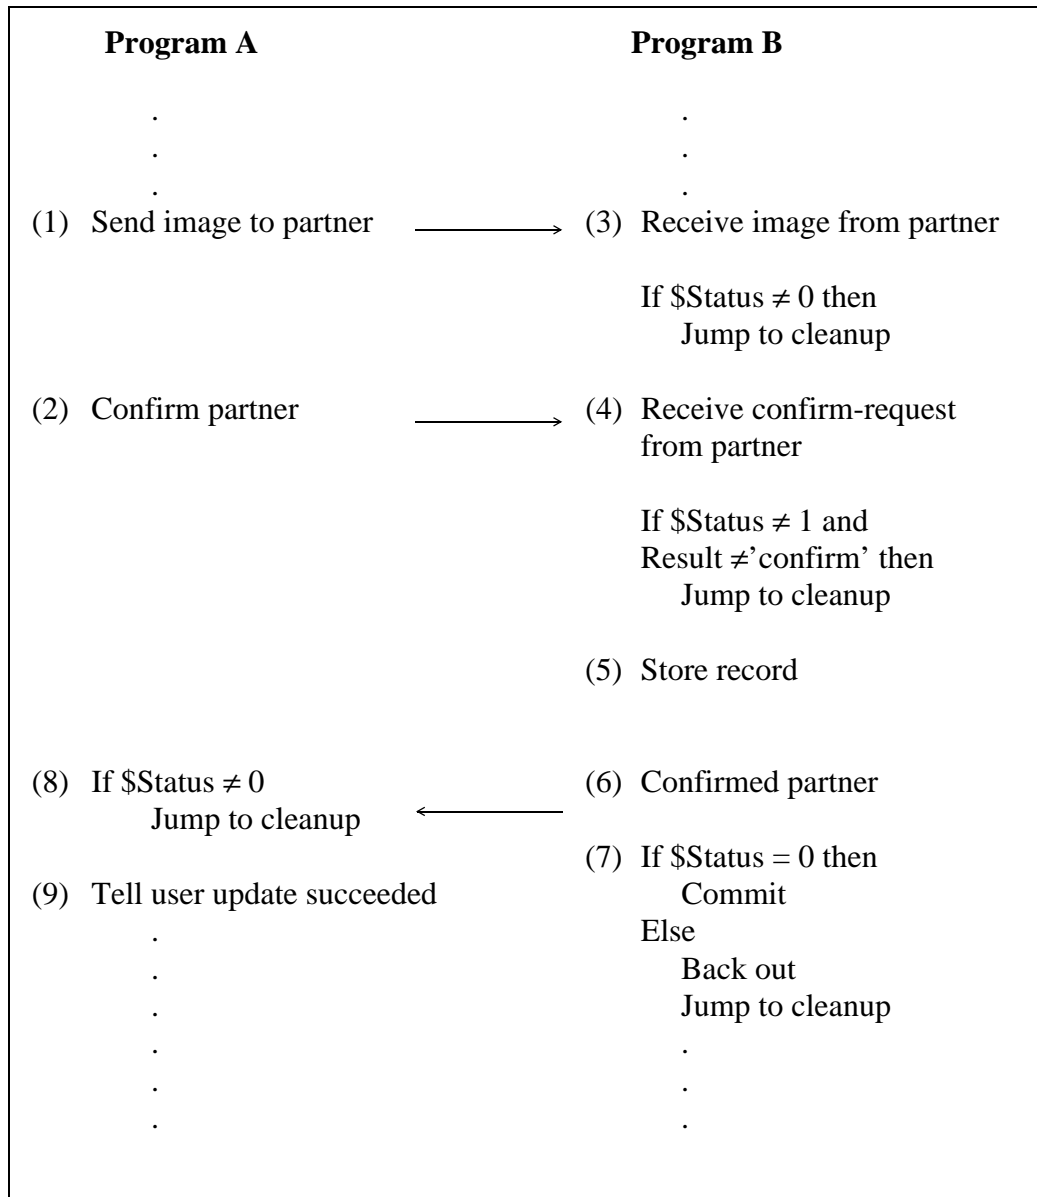 Program A Program B
. .
. .
. .
(1) Send image to partner (3) Receive image from partner
If $Status ≠ 0 then
Jump to cleanup
(2) Confirm partner (4) Receive confirm-request
from partner
If $Status ≠ 1 and
Result ≠’confirm’ then
Jump to cleanup
(5) Store record
(8) If $Status ≠ 0 (6) Confirmed partner
Jump to cleanup
(7) If $Status = 0 then
(9) Tell user update succeeded Commit
. Else
. Back out
. Jump to cleanup
. .
. .
. .